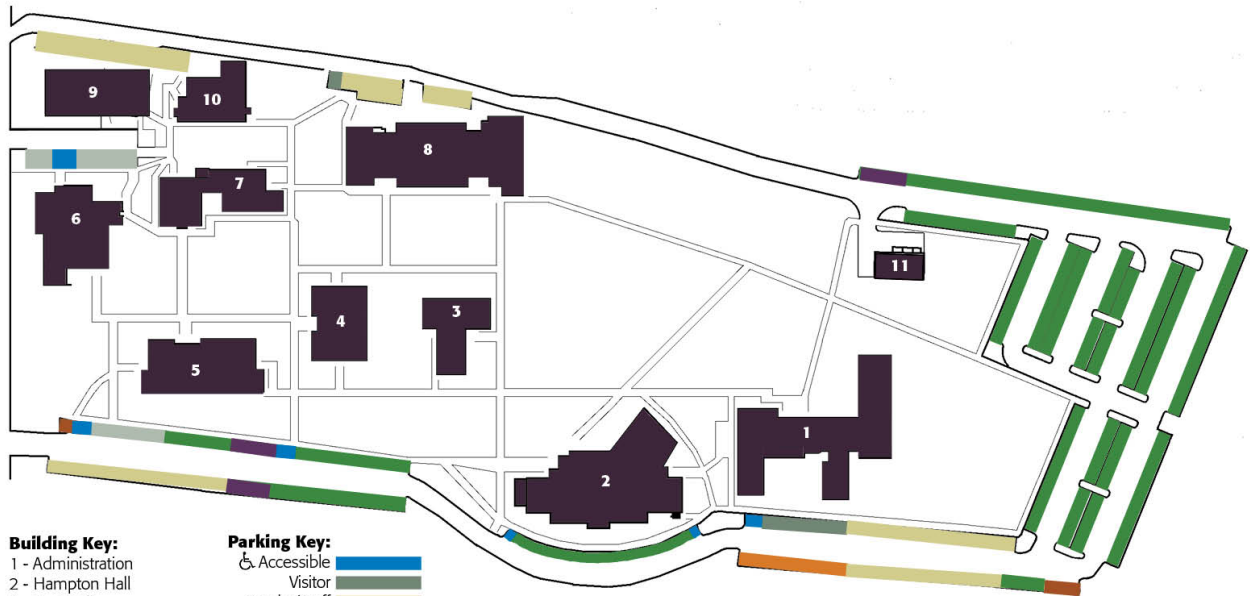 9
10
8
7
6
11
4
3
5
1
2
Building Key:
1 - Administration
2 - Hampton Hall
Parking Key:
Accessible
Visitor